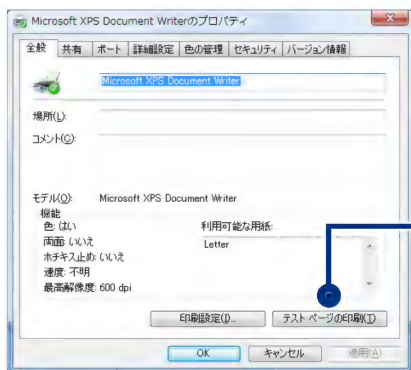 Microsoft XPS Document Writerのプロパティ
全般 共有 ポート 詳細設定 色の管理 セキュリティ バージョン情報
Microsoft XPS Document Writer
場所(L):
コメント(C):
モデル(O): Microsoft XPS Document Writer
機能
色: はい 利用可能な用紙:
両面: いいえ Letter
ホチキス止め: いいえ
速度: 不明
最高解像度: 600 dpi
印刷設定(I)... テスト ページの印刷(T)
OK キャンセル 適用(A)